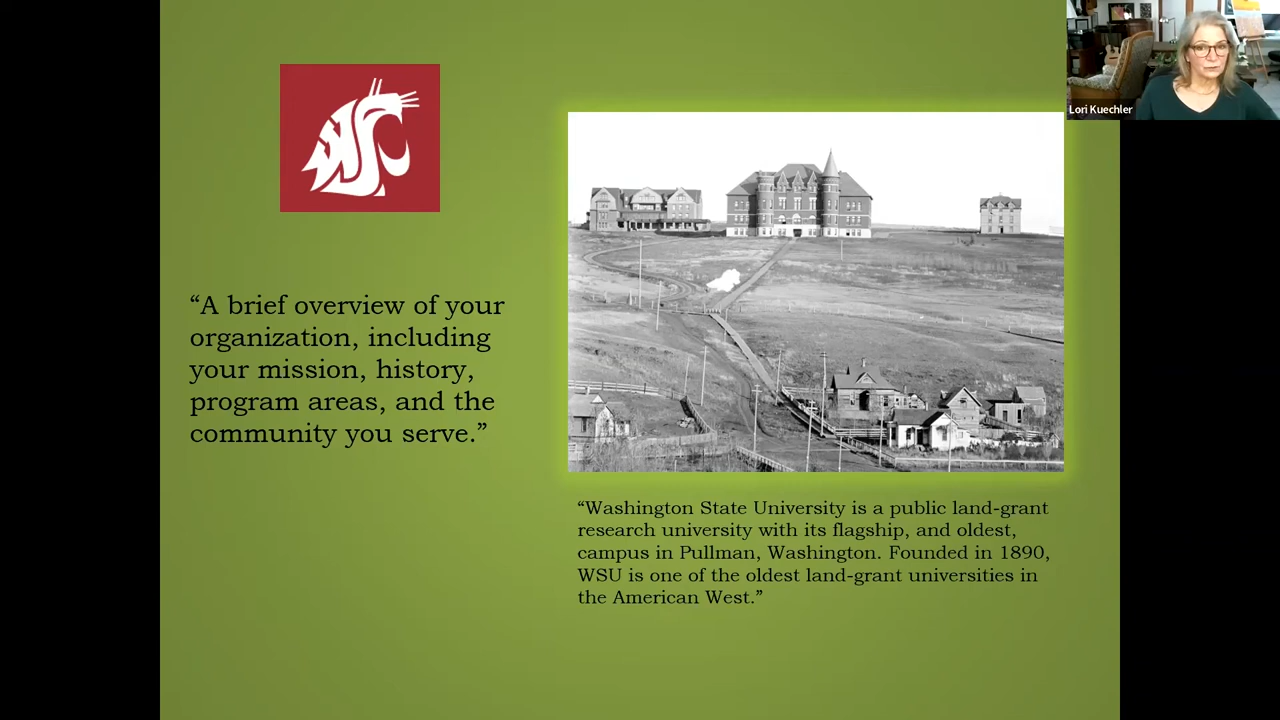 Lori Kuechler
WSC
“A brief overview of your
organization, including
your mission, history,
program areas, and the
community you serve.”
“Washington State University is a public land-grant
research university with its flagship, and oldest,
campus in Pullman, Washington. Founded in 1890,
WSU is one of the oldest land-grant universities in
the American West.”